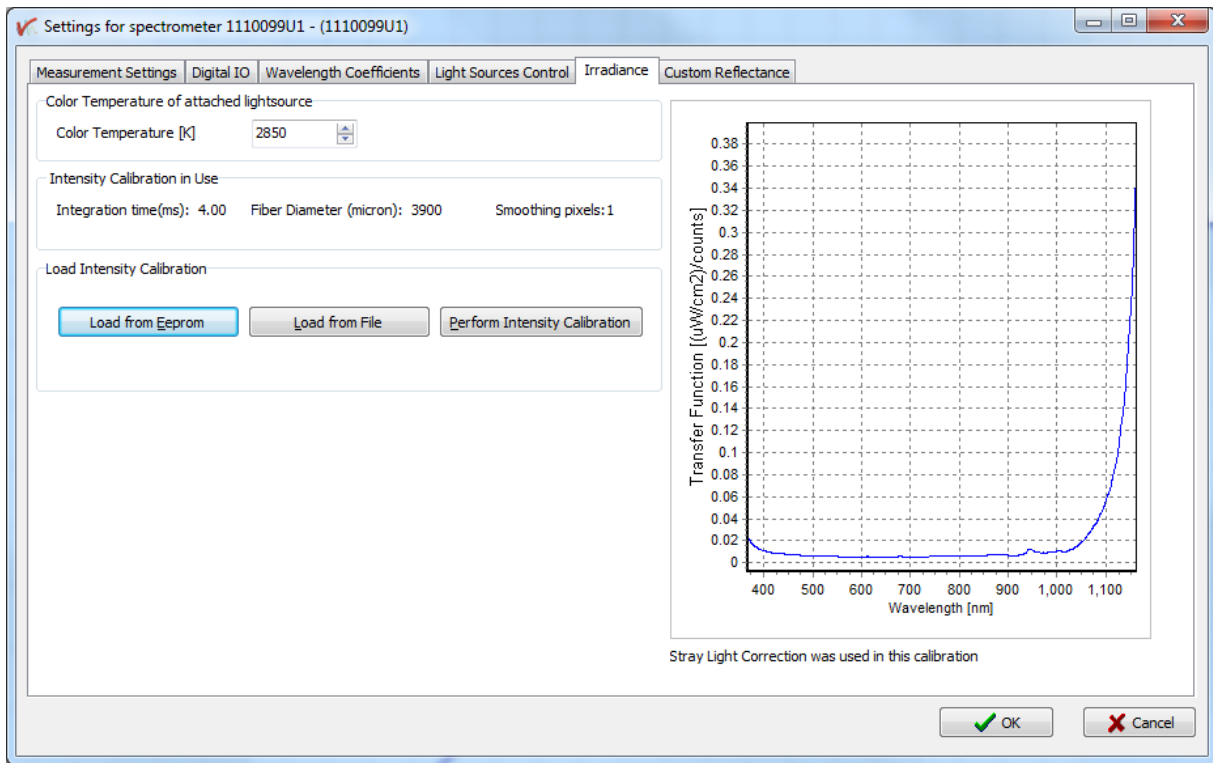 Settings for spectrometer 1110099U1 - (1110099U1)
Measurement Settings Digital IO Wavelength Coefficients Light Sources Control Irradiance Custom Reflectance
Color Temperature of attached lightsource
Color Temperature [K] 2850
Intensity Calibration in Use
Integration time(ms): 4.00 Fiber Diameter (micron): 3900 Smoothing pixels:1
Load Intensity Calibration
Load from Eeprom Load from File Perform Intensity Calibration
Transfer Function [(uW/cm2)/counts]
0.38
0.36
0.34
0.32
0.3
0.28
0.26
0.24
0.22
0.2
0.18
0.16
0.14
0.12
0.1
0.08
0.06
0.04
0.02
0
400 500 600 700 800 900 1,000 1,100
Wavelength [nm]
Stray Light Correction was used in this calibration
OK Cancel